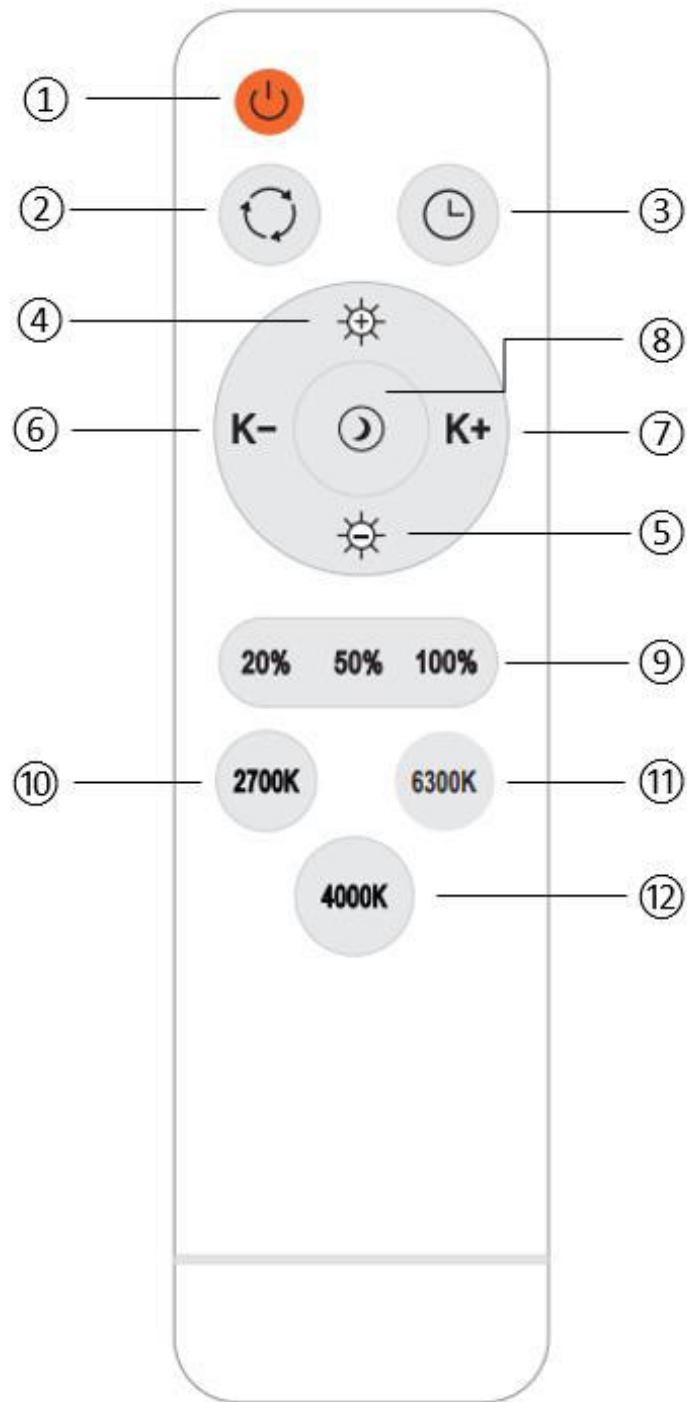 ①
② ③
④
⑧
⑥ K− K+ ⑦
⑤
20% 50% 100% ⑨
⑩ 2700K 6300K ⑪
4000K ⑫